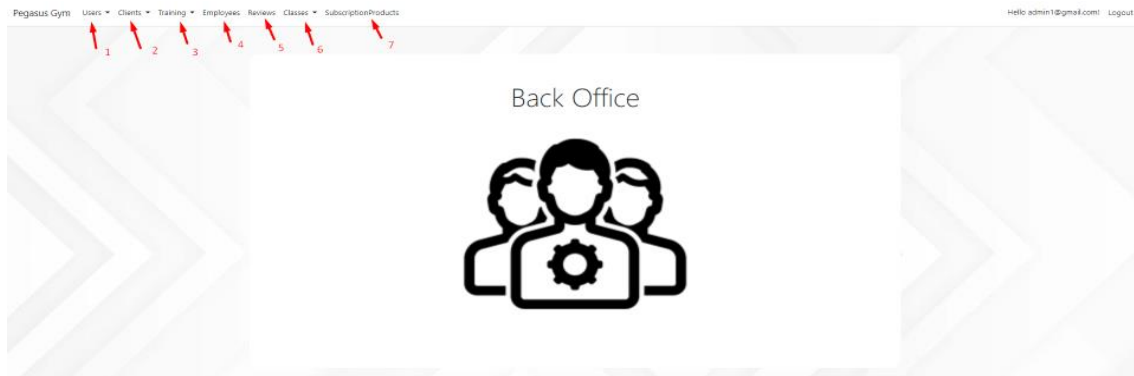 Pegasus Gym Users Clients Training Employees Reviews Classes SubscriptionProducts Hello admin1@gmail.com! Logout
1 2 3 4 5 6 7
Back Office